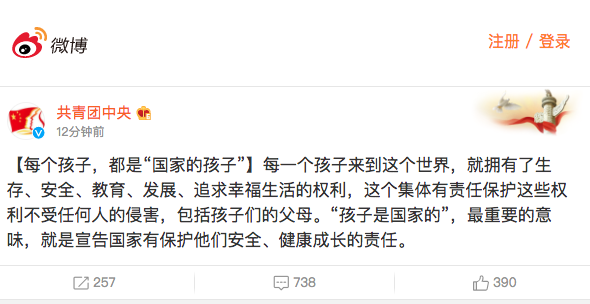 微博
注册 / 登录
共青团中央
12分钟前
【每个孩子，都是“国家的孩子”】每一个孩子来到这个世界，就拥有了生
存、安全、教育、发展、追求幸福生活的权利，这个集体有责任保护这些权
利不受任何人的侵害，包括孩子们的父母。“孩子是国家的”，最重要的意
味，就是宣告国家有保护他们安全、健康成长的责任。
257
738
390